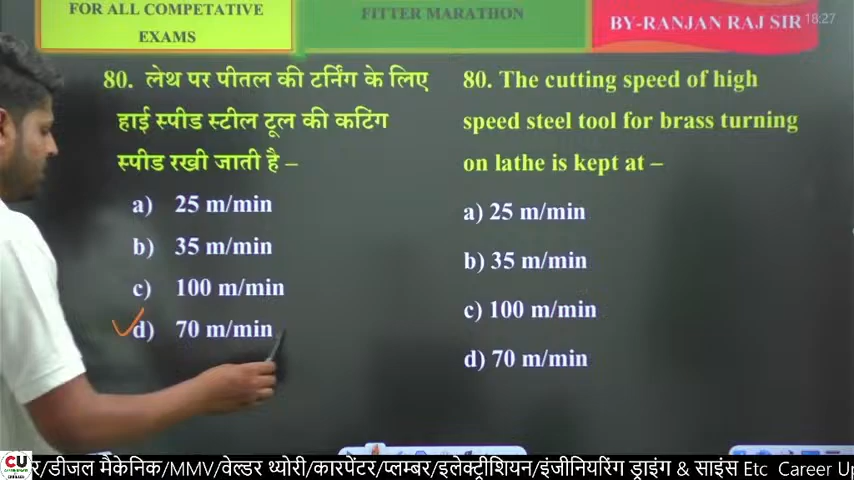 FOR ALL COMPETATIVE
EXAMS
FITTER MARATHON
BY-RANJAN RAJ SIR
18:27
80. लेथ पर पीतल की टर्निंग के लिए
हाई स्पीड स्टील टूल की कटिंग
स्पीड रखी जाती है –
a) 25 m/min
b) 35 m/min
c) 100 m/min
d) 70 m/min
80. The cutting speed of high
speed steel tool for brass turning
on lathe is kept at –
a) 25 m/min
b) 35 m/min
c) 100 m/min
d) 70 m/min
CU
र/डीजल मैकेनिक/MMV/वेल्डर थ्योरी/कारपेंटर/प्लम्बर/इलेक्ट्रीशियन/इंजीनियरिंग ड्राइंग & साइंस Etc Career Up